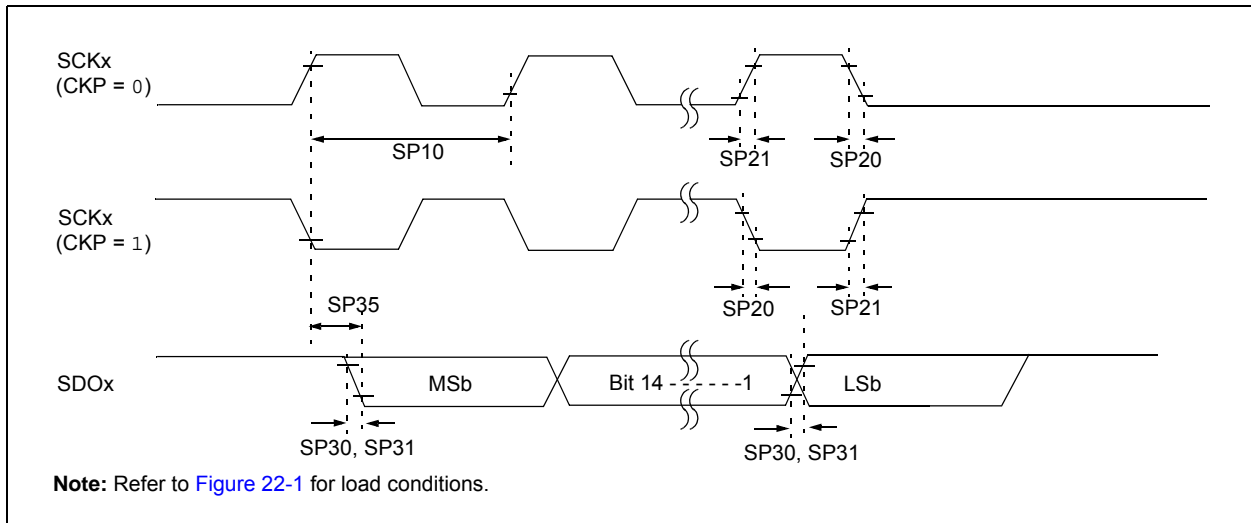 SCKx
(CKP = 0)
SP10
SP21
SP20
SCKx
(CKP = 1)
SP35
SP20
SP21
SDOx
MSb
Bit 14 - - - - - -1
LSb
SP30, SP31
SP30, SP31
Note: Refer to Figure 22-1 for load conditions.